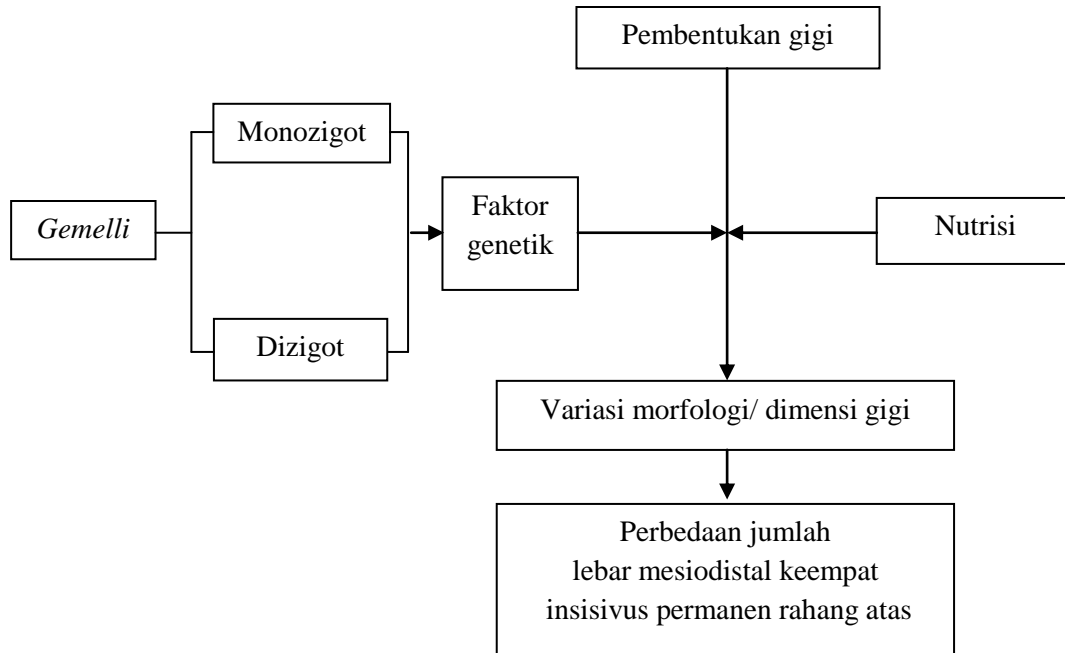 Pembentukan gigi
Monozigot
Gemelli
Faktor
genetik
Nutrisi
Dizigot
Variasi morfologi/ dimensi gigi
Perbedaan jumlah
lebar mesiodistal keempat
insisivus permanen rahang atas